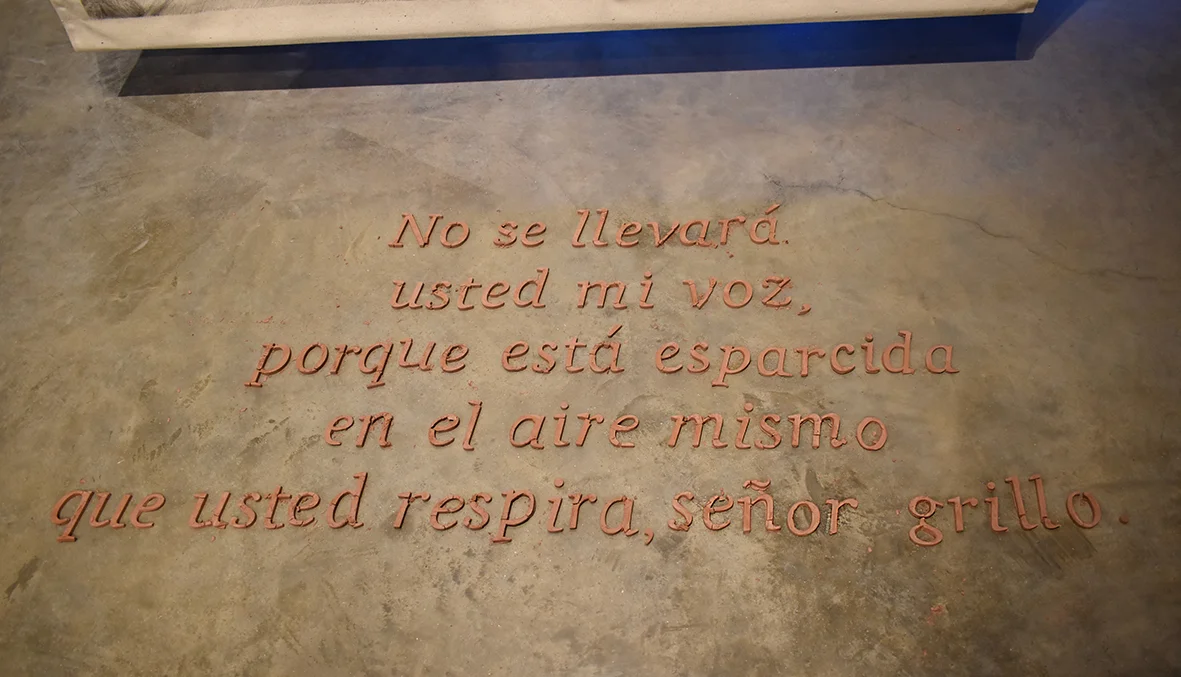 No se llevará
usted mi voz,
porque está esparcida
en el aire mismo
que usted respira, señor grillo.